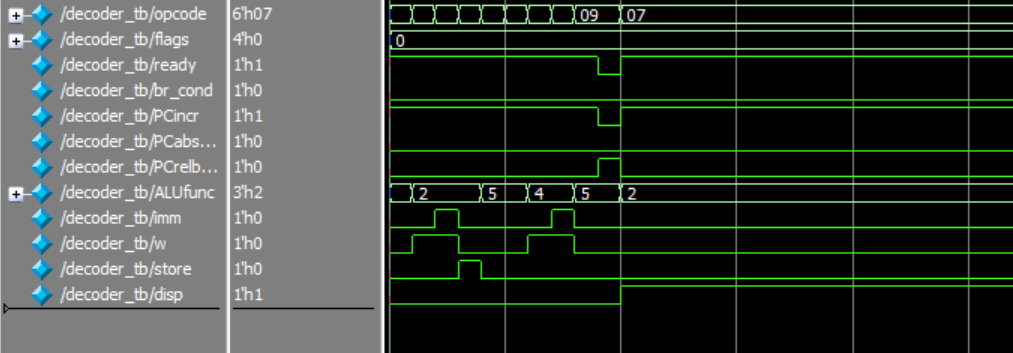 /decoder_tb/opcode 6'h07 09 07
/decoder_tb/flags 4'h0 0
/decoder_tb/ready 1'h1
/decoder_tb/br_cond 1'h0
/decoder_tb/PCincr 1'h1
/decoder_tb/PCabs... 1'h0
/decoder_tb/PCrelb... 1'h0
/decoder_tb/ALUfunc 3'h2 2 5 4 5 2
/decoder_tb/imm 1'h0
/decoder_tb/w 1'h0
/decoder_tb/store 1'h0
/decoder_tb/disp 1'h1